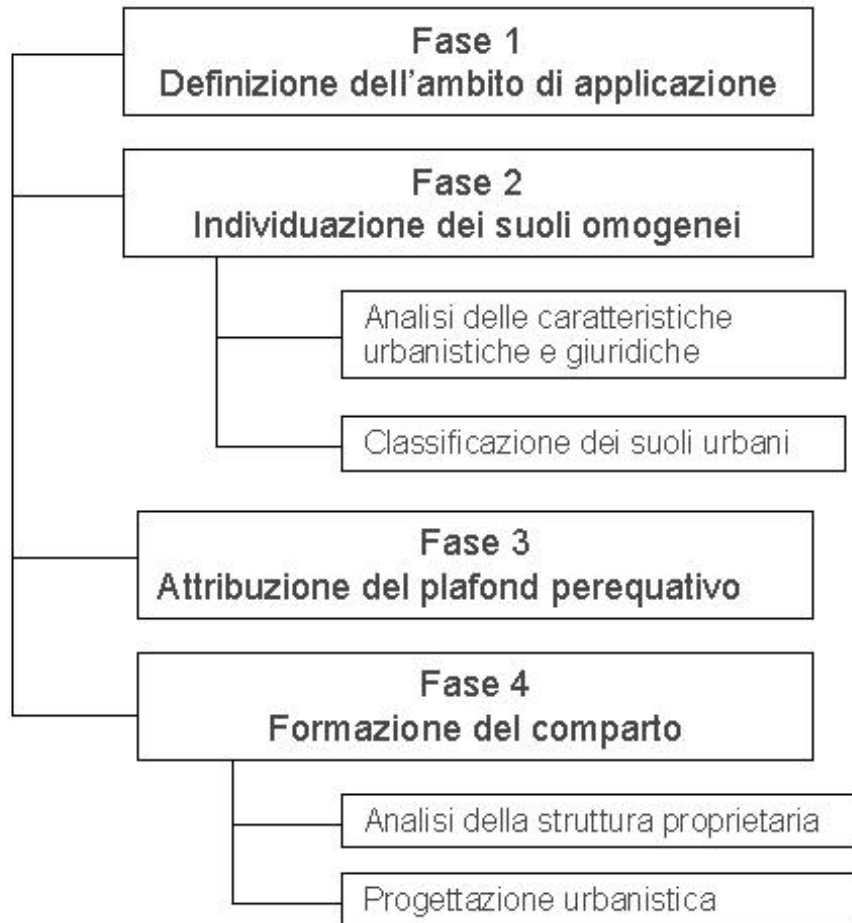 Fase 1
Definizione dell'ambito di applicazione
Fase 2
Individuazione dei suoli omogenei
Analisi delle caratteristiche
urbanistiche e giuridiche
Classificazione dei suoli urbani
Fase 3
Attribuzione del plafond perequativo
Fase 4
Formazione del comparto
Analisi della struttura proprietaria
Progettazione urbanistica